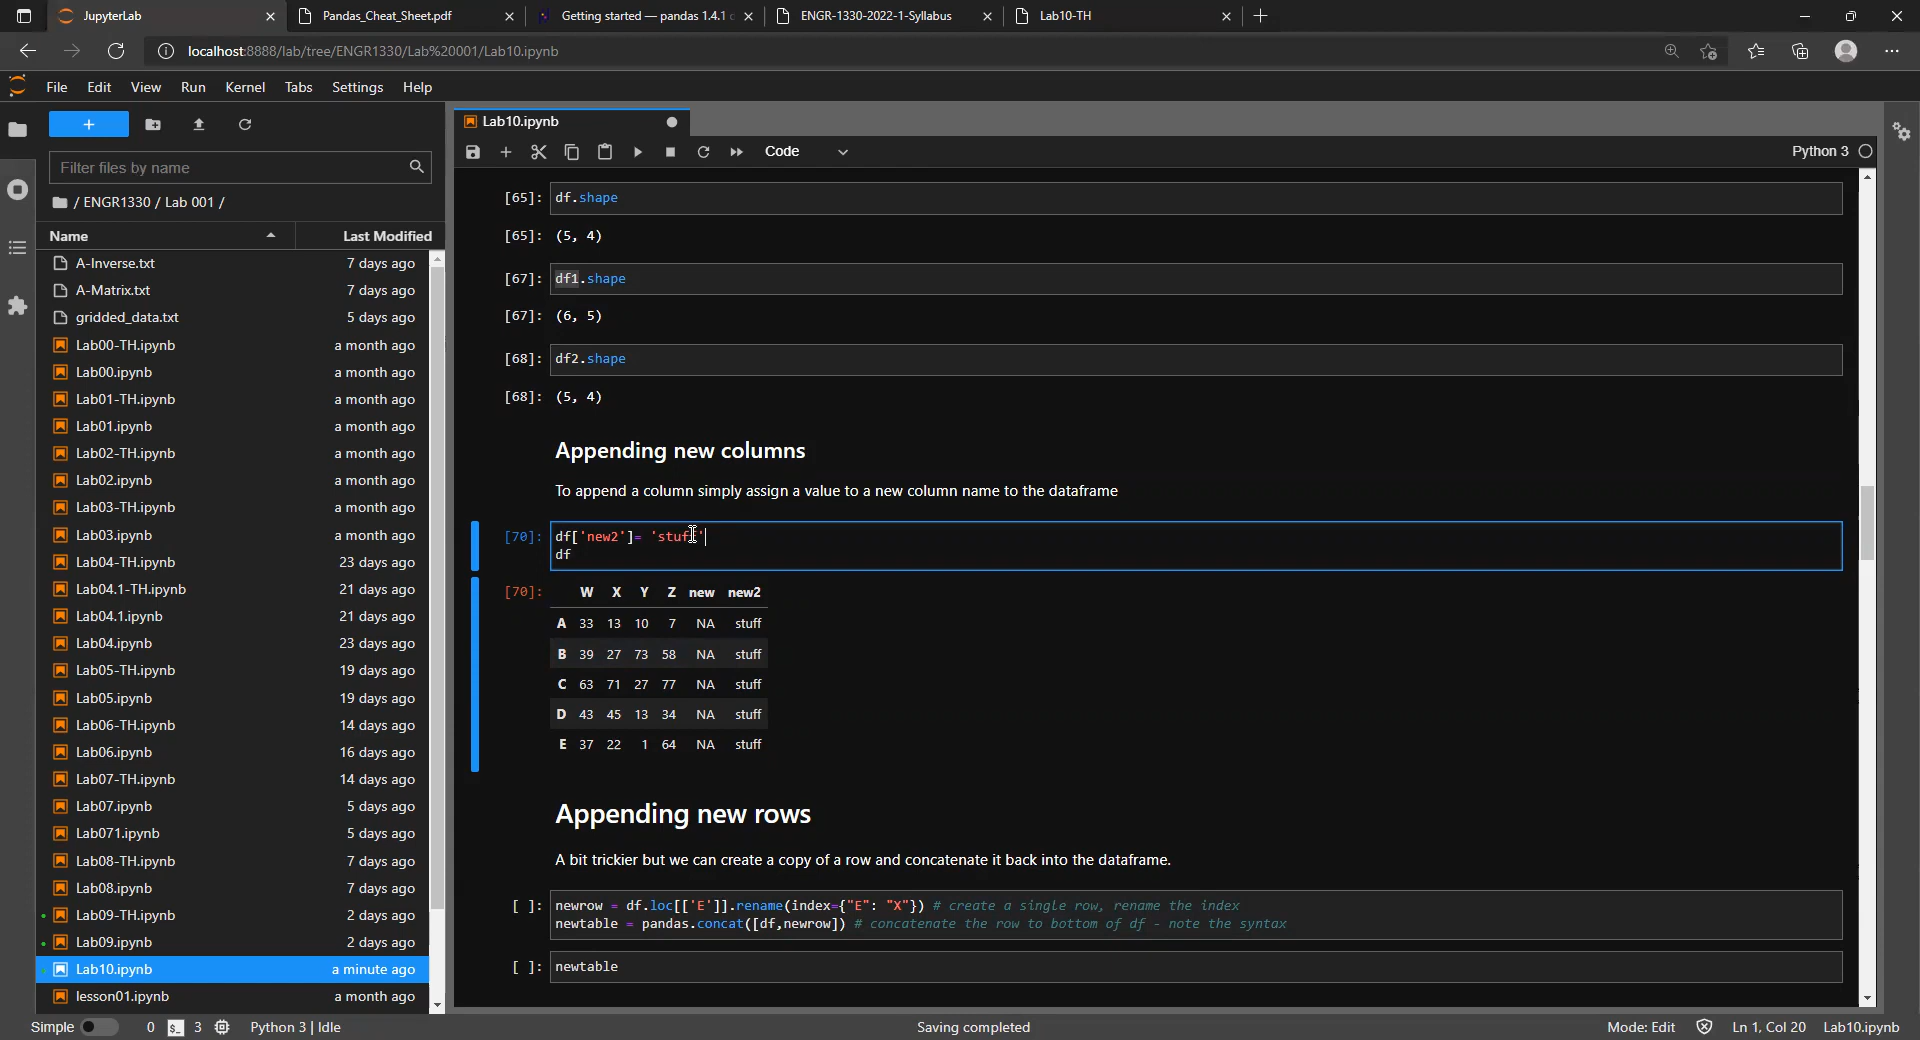 JupyterLab
Pandas_Cheat_Sheet.pdf
Getting started — pandas 1.4.1
ENGR-1330-2022-1-Syllabus
Lab10-TH
localhost:8888/lab/tree/ENGR1330/Lab%20001/Lab10.ipynb
File Edit View Run Kernel Tabs Settings Help
+
Filter files by name
/ ENGR1330 / Lab 001 /
Name Last Modified
A-Inverse.txt 7 days ago
A-Matrix.txt 7 days ago
gridded_data.txt 5 days ago
Lab00-TH.ipynb a month ago
Lab00.ipynb a month ago
Lab01-TH.ipynb a month ago
Lab01.ipynb a month ago
Lab02-TH.ipynb a month ago
Lab02.ipynb a month ago
Lab03-TH.ipynb a month ago
Lab03.ipynb a month ago
Lab04-TH.ipynb 23 days ago
Lab04.1-TH.ipynb 21 days ago
Lab04.1.ipynb 21 days ago
Lab04.ipynb 23 days ago
Lab05-TH.ipynb 19 days ago
Lab05.ipynb 19 days ago
Lab06-TH.ipynb 14 days ago
Lab06.ipynb 16 days ago
Lab07-TH.ipynb 14 days ago
Lab07.ipynb 5 days ago
Lab071.ipynb 5 days ago
Lab08-TH.ipynb 7 days ago
Lab08.ipynb 7 days ago
Lab09-TH.ipynb 2 days ago
Lab09.ipynb 2 days ago
Lab10.ipynb a minute ago
lesson01.ipynb a month ago
Lab10.ipynb
Code
Python 3
[65]: df.shape
[65]: (5, 4)
[67]: df1.shape
[67]: (6, 5)
[68]: df2.shape
[68]: (5, 4)
Appending new columns
To append a column simply assign a value to a new column name to the dataframe
[70]: df['new2']= 'stuff'
df
[70]: W X Y Z new new2
A 33 13 10 7 NA stuff
B 39 27 73 58 NA stuff
C 63 71 27 77 NA stuff
D 43 45 13 34 NA stuff
E 37 22 1 64 NA stuff
Appending new rows
A bit trickier but we can create a copy of a row and concatenate it back into the dataframe.
[ ]: newrow = df.loc[['E']].rename(index={"E": "X"}) # create a single row, rename the index
newtable = pandas.concat([df,newrow]) # concatenate the row to bottom of df - note the syntax
[ ]: newtable
Simple 0 $_ 3 Python 3 | Idle Saving completed Mode: Edit Ln 1, Col 20 Lab10.ipynb